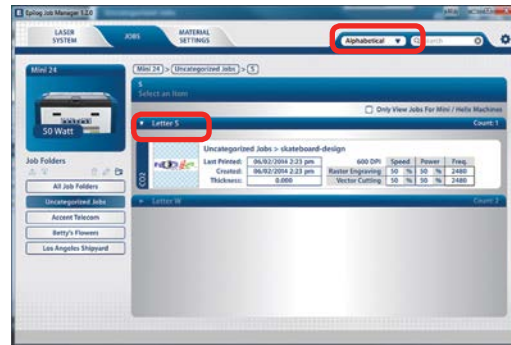 Epilog Job Manager 1.2.0
LASER SYSTEM
JOBS
MATERIAL SETTINGS
Alphabetical
Search
Mini 24
Mini 24 > Uncategorized Jobs > S
S
Select an Item
50 Watt
Only View Jobs For Mini / Helix Machines
Letter S Count: 1
Uncategorized Jobs > skateboard-design
Last Printed: 06/02/2014 2:23 pm 600 DPI Speed Power Freq.
Created: 06/02/2014 2:23 pm Raster Engraving 50 % 50 % 2480
Thickness: 0.000 Vector Cutting 50 % 50 % 2480
CO2
Letter W Count: 2
Job Folders
All Job Folders
Uncategorized Jobs
Accent Telecom
Betty's Flowers
Los Angeles Shipyard